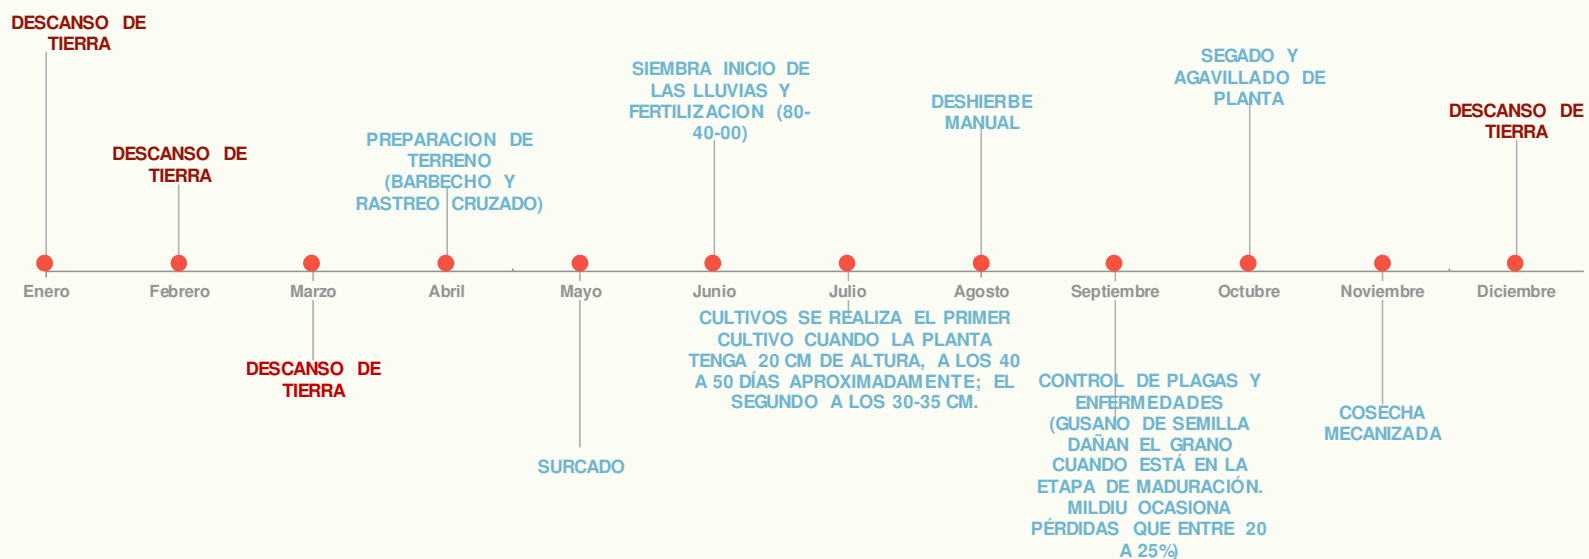 DESCANSO DE
TIERRA
DESCANSO DE
TIERRA
PREPARACION DE
TERRENO
(BARBECHO Y
RASTREO CRUZADO)
SIEMBRA INICIO DE
LAS LLUVIAS Y
FERTILIZACION (80-
40-00)
DESHIERBE
MANUAL
SEGADO Y
AGAVILLADO DE
PLANTA
DESCANSO DE
TIERRA
Enero
Febrero
Marzo
Abril
Mayo
Junio
Julio
Agosto
Septiembre
Octubre
Noviembre
Diciembre
DESCANSO DE
TIERRA
SURCADO
CULTIVOS SE REALIZA EL PRIMER
CULTIVO CUANDO LA PLANTA
TENGA 20 CM DE ALTURA, A LOS 40
A 50 DÍAS APROXIMADAMENTE; EL
SEGUNDO A LOS 30-35 CM.
CONTROL DE PLAGAS Y
ENFERMEDADES
(GUSANO DE SEMILLA
DAÑAN EL GRANO
CUANDO ESTÁ EN LA
ETAPA DE MADURACIÓN.
MILDIU OCASIONA
PÉRDIDAS QUE ENTRE 20
A 25%)
COSECHA
MECANIZADA